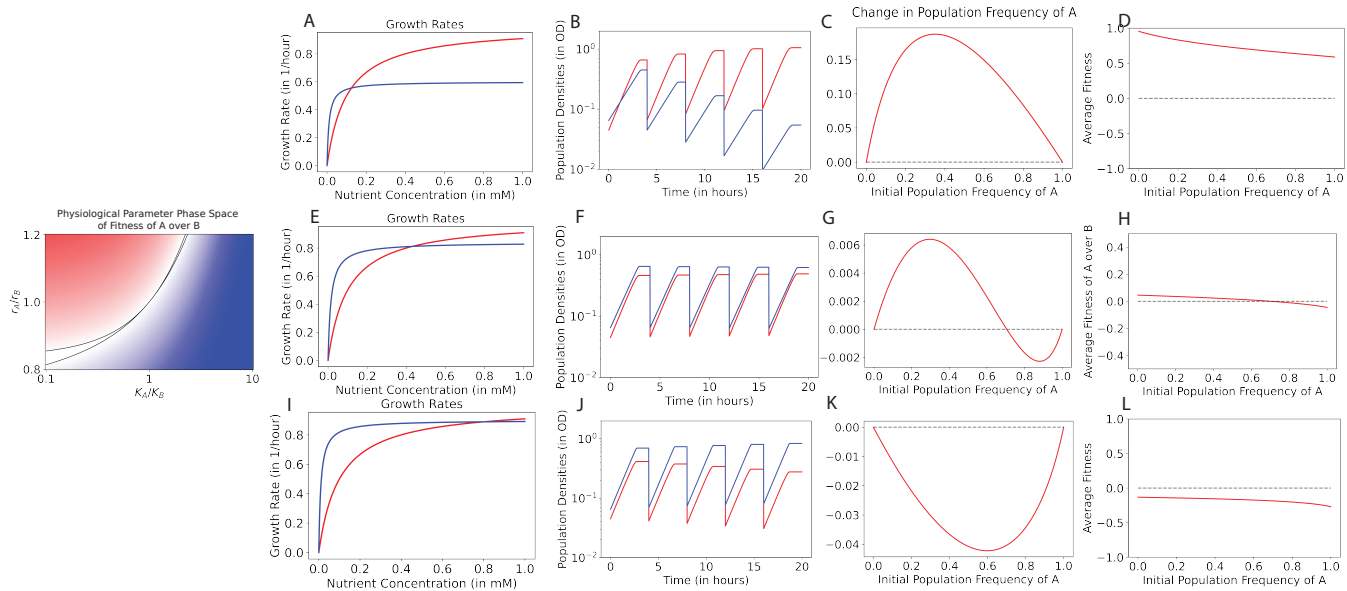 A
Growth Rates
Growth Rate (in 1/hour)
0.8
0.6
0.4
0.2
0.0
0.0 0.2 0.4 0.6 0.8 1.0
Nutrient Concentration (in mM)
B
Population Densities (in OD)
10⁰
10⁻¹
10⁻²
0 5 10 15 20
Time (in hours)
C
Change in Population Frequency of A
0.15
0.10
0.05
0.00
0.0 0.2 0.4 0.6 0.8 1.0
Initial Population Frequency of A
D
Average Fitness
1.0
0.5
0.0
−0.5
−1.0
0.0 0.2 0.4 0.6 0.8 1.0
Initial Population Frequency of A
Physiological Parameter Phase Space
of Fitness of A over B
r_A/r_B
1.2
1.0
0.8
0.1 1 10
K_A/K_B
E
Growth Rates
Growth Rate (in 1/hour)
0.8
0.6
0.4
0.2
0.0
0.0 0.2 0.4 0.6 0.8 1.0
Nutrient Concentration (in mM)
F
Population Densities (in OD)
10⁰
10⁻¹
10⁻²
0 5 10 15 20
Time (in hours)
G
0.006
0.004
0.002
0.000
−0.002
0.0 0.2 0.4 0.6 0.8 1.0
Initial Population Frequency of A
H
Average Fitness of A over B
0.4
0.2
0.0
−0.2
−0.4
0.0 0.2 0.4 0.6 0.8 1.0
Initial Population Frequency of A
I
Growth Rates
Growth Rate (in 1/hour)
0.8
0.6
0.4
0.2
0.0
0.0 0.2 0.4 0.6 0.8 1.0
Nutrient Concentration (in mM)
J
Population Densities (in OD)
10⁰
10⁻¹
10⁻²
0 5 10 15 20
Time (in hours)
K
0.00
−0.01
−0.02
−0.03
−0.04
0.0 0.2 0.4 0.6 0.8 1.0
Initial Population Frequency of A
L
Average Fitness
1.0
0.5
0.0
−0.5
−1.0
0.0 0.2 0.4 0.6 0.8 1.0
Initial Population Frequency of A